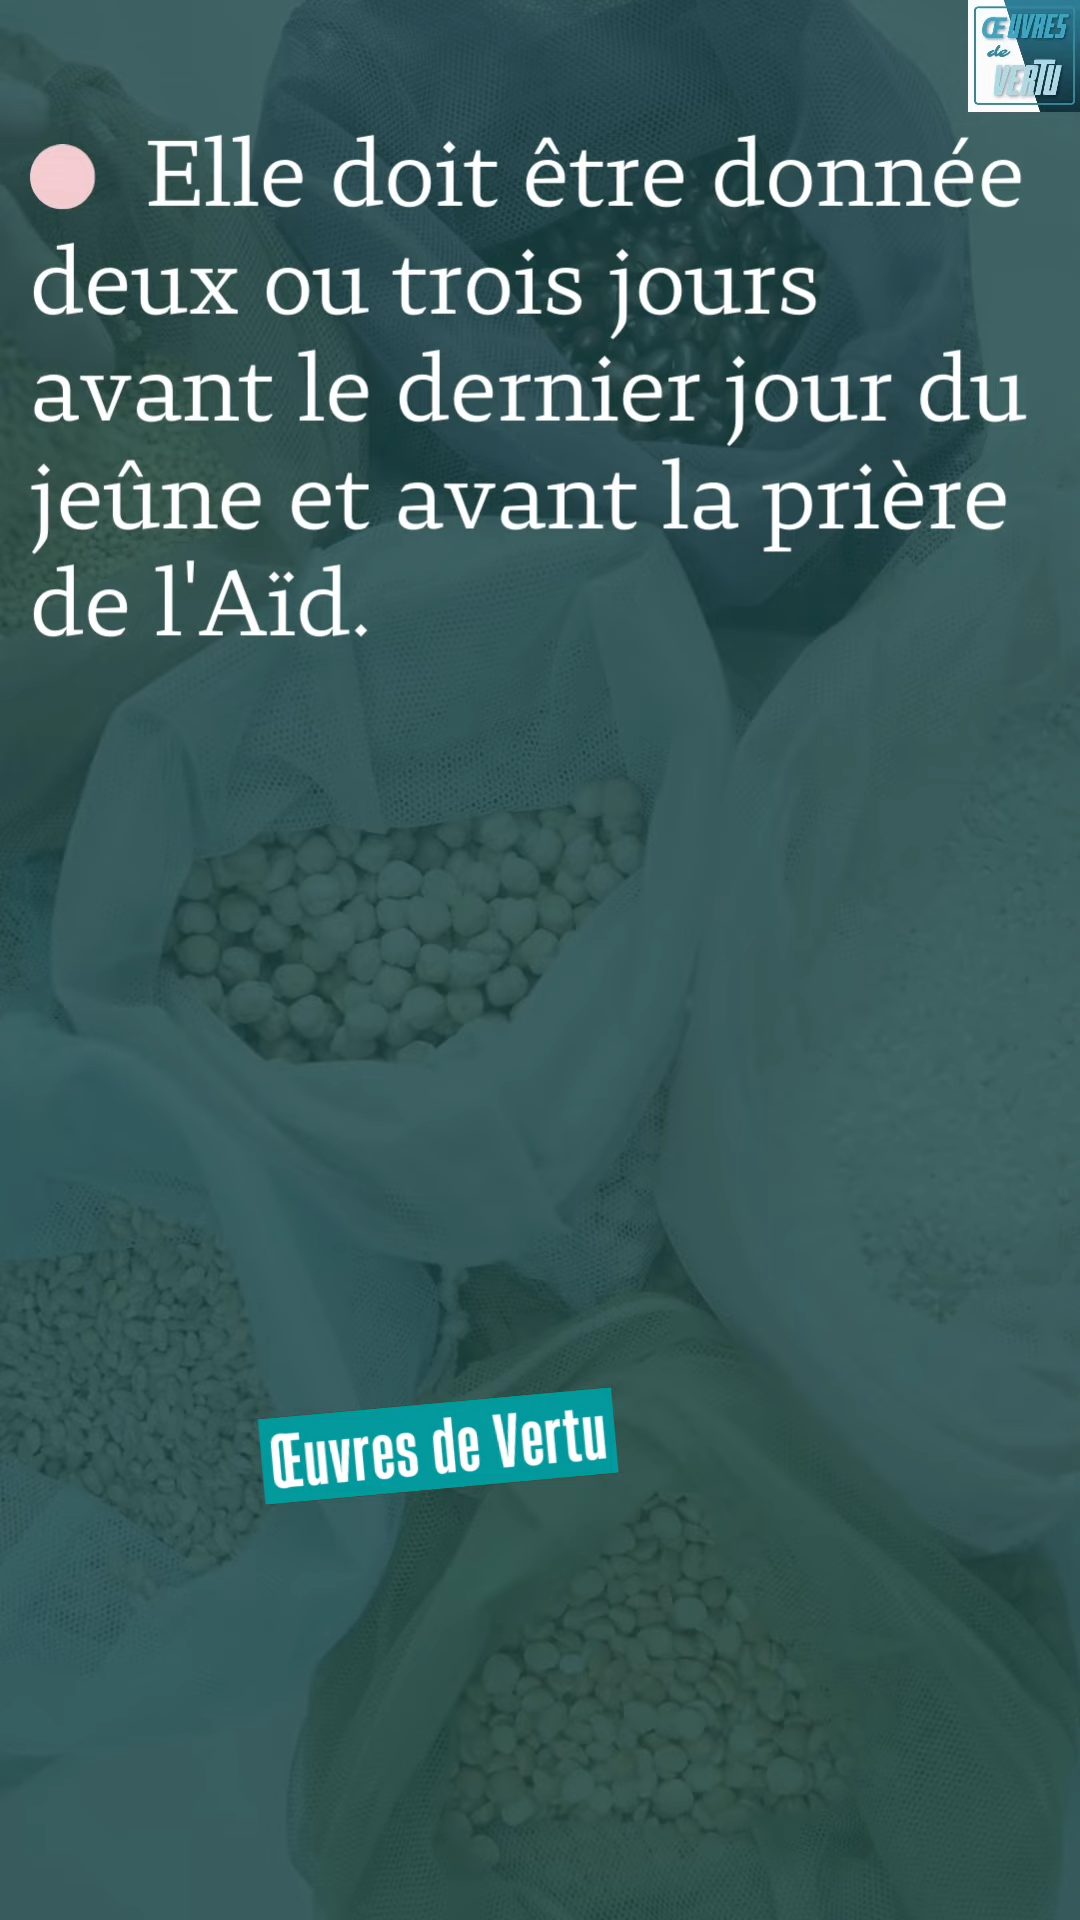 ŒUVRES
de
VERTU
Elle doit être donnée
deux ou trois jours
avant le dernier jour du
jeûne et avant la prière
de l'Aïd.
Œuvres de Vertu